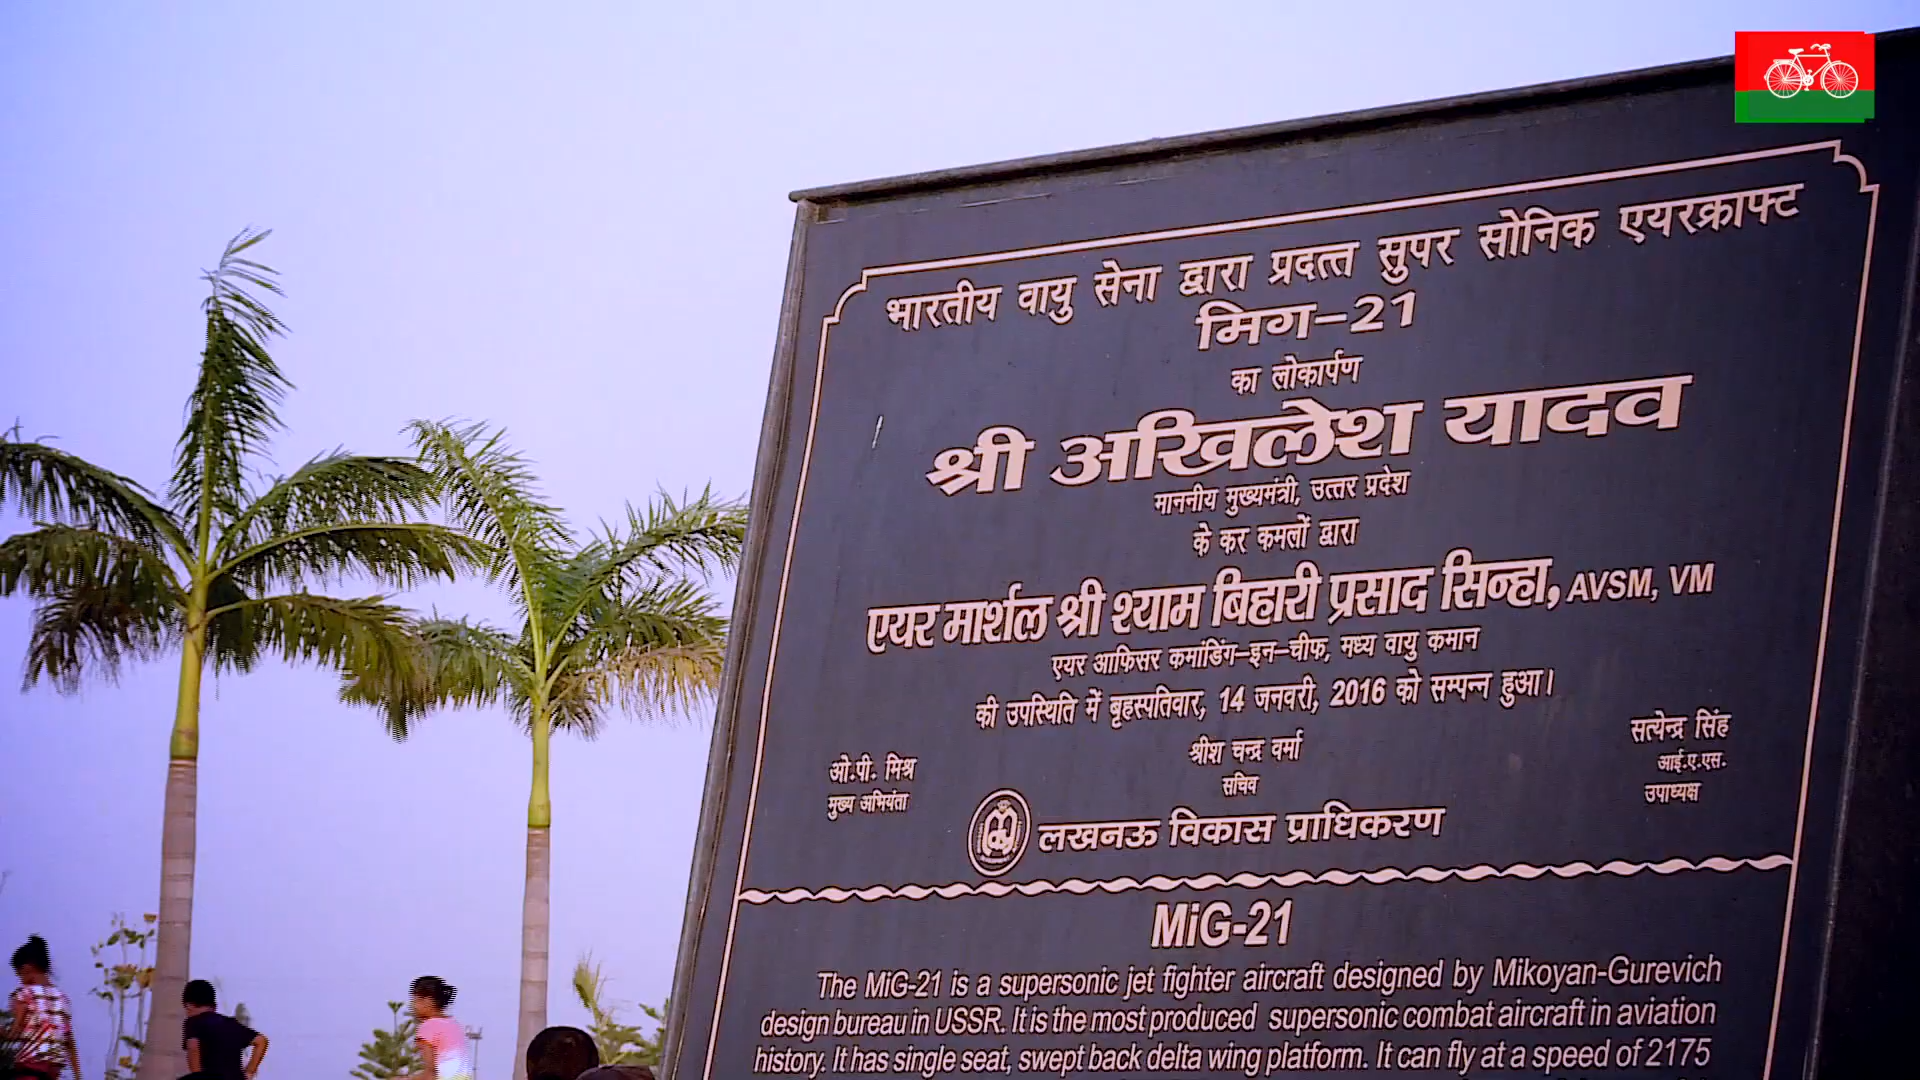 भारतीय वायु सेना द्वारा प्रदत्त सुपर सोनिक एयरक्राफ्ट
मिग-21
का लोकार्पण
श्री अखिलेश यादव
माननीय मुख्यमंत्री, उत्तर प्रदेश
के कर कमलों द्वारा
एयर मार्शल श्री श्याम बिहारी प्रसाद सिन्हा, AVSM, VM
एयर आफिसर कमांडिंग-इन-चीफ, मध्य वायु कमान
की उपस्थिति में बृहस्पतिवार, 14 जनवरी, 2016 को सम्पन्न हुआ।
ओ.पी. मिश्र
मुख्य अभियंता
श्रीश चन्द्र वर्मा
सचिव
सत्येन्द्र सिंह
आई.ए.एस.
उपाध्यक्ष
लखनऊ विकास प्राधिकरण
MiG-21
The MiG-21 is a supersonic jet fighter aircraft designed by Mikoyan-Gurevich
design bureau in USSR. It is the most produced supersonic combat aircraft in aviation
history. It has single seat, swept back delta wing platform. It can fly at a speed of 2175